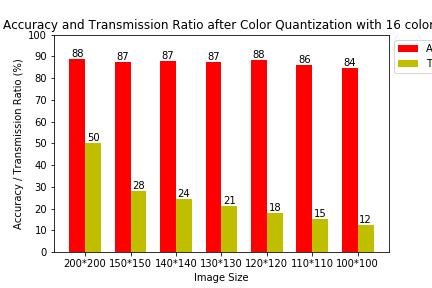 Accuracy and Transmission Ratio after Color Quantization with 16 color
100
90
80
70
60
50
40
30
20
10
0
Accuracy / Transmission Ratio (%)
88 87 87 87 88 86 84
50 28 24 21 18 15 12
200*200 150*150 140*140 130*130 120*120 110*110 100*100
Image Size